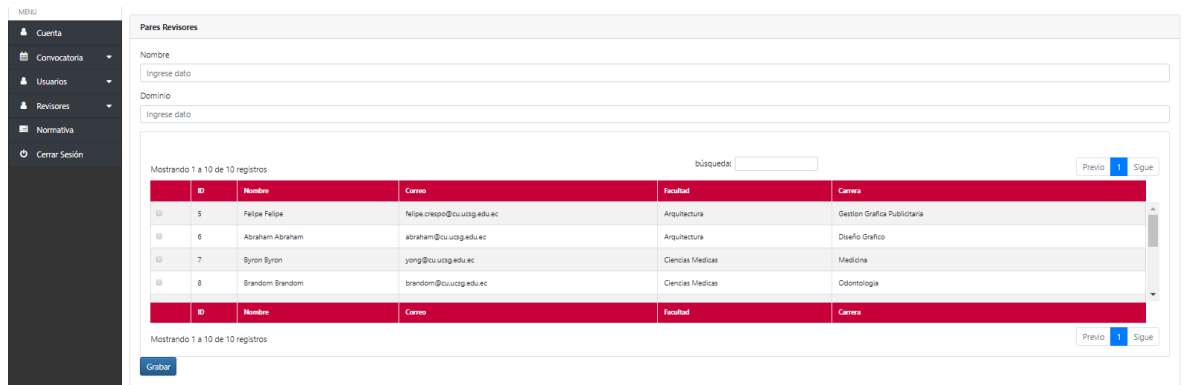 MENU
Cuenta
Convocatoria
Usuarios
Revisores
Normativa
Cerrar Sesión
Pares Revisores
Nombre
Ingrese dato
Dominio
Ingrese dato
búsqueda:
Mostrando 1 a 10 de 10 registros
Previo 1 Sigue
ID Nombre Correo Facultad Carrera
5 Felipe Felipe felipe.crespo@cu.ucsg.edu.ec Arquitectura Gestion Grafica Publicitaria
6 Abraham Abraham abraham@cu.ucsg.edu.ec Arquitectura Diseño Grafico
7 Byron Byron yong@cu.ucsg.edu.ec Ciencias Medicas Medicina
8 Brandom Brandom brandom@cu.ucsg.edu.ec Ciencias Medicas Odontologia
ID Nombre Correo Facultad Carrera
Mostrando 1 a 10 de 10 registros
Previo 1 Sigue
Grabar